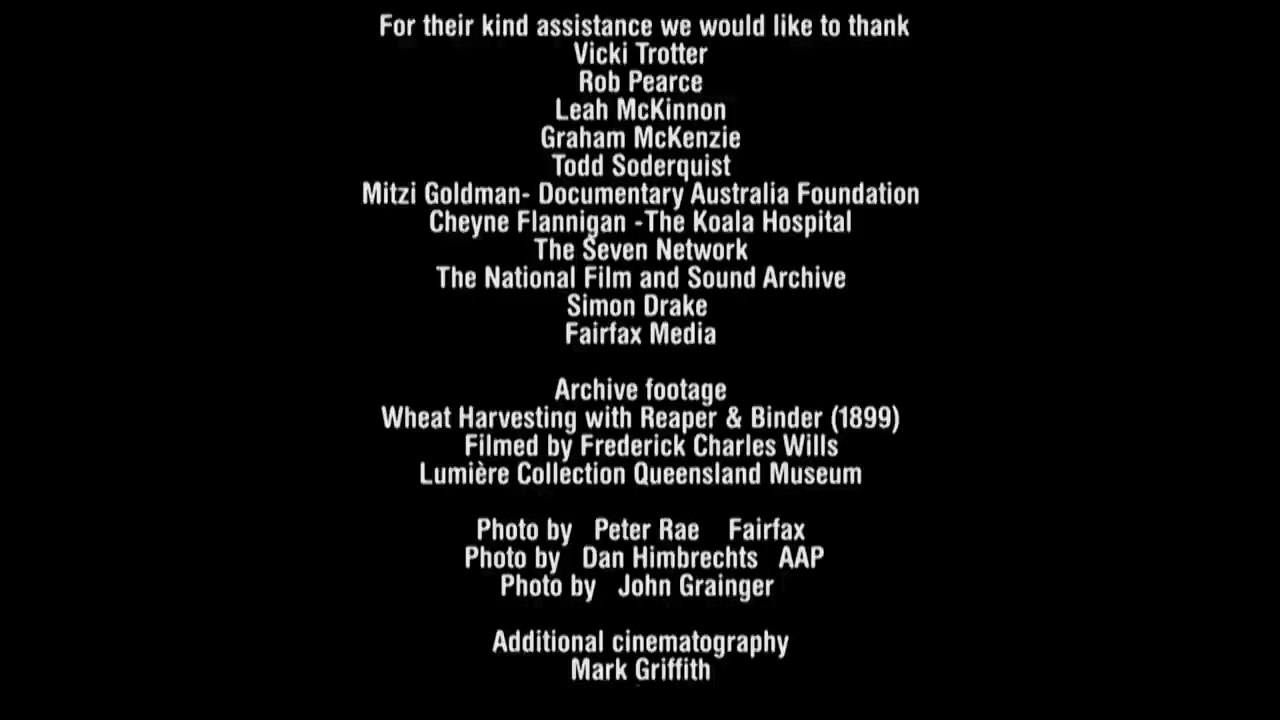 For their kind assistance we would like to thank
Vicki Trotter
Rob Pearce
Leah McKinnon
Graham McKenzie
Todd Soderquist
Mitzi Goldman- Documentary Australia Foundation
Cheyne Flannigan -The Koala Hospital
The Seven Network
The National Film and Sound Archive
Simon Drake
Fairfax Media
Archive footage
Wheat Harvesting with Reaper & Binder (1899)
Filmed by Frederick Charles Wills
Lumière Collection Queensland Museum
Photo by Peter Rae Fairfax
Photo by Dan Himbrechts AAP
Photo by John Grainger
Additional cinematography
Mark Griffith